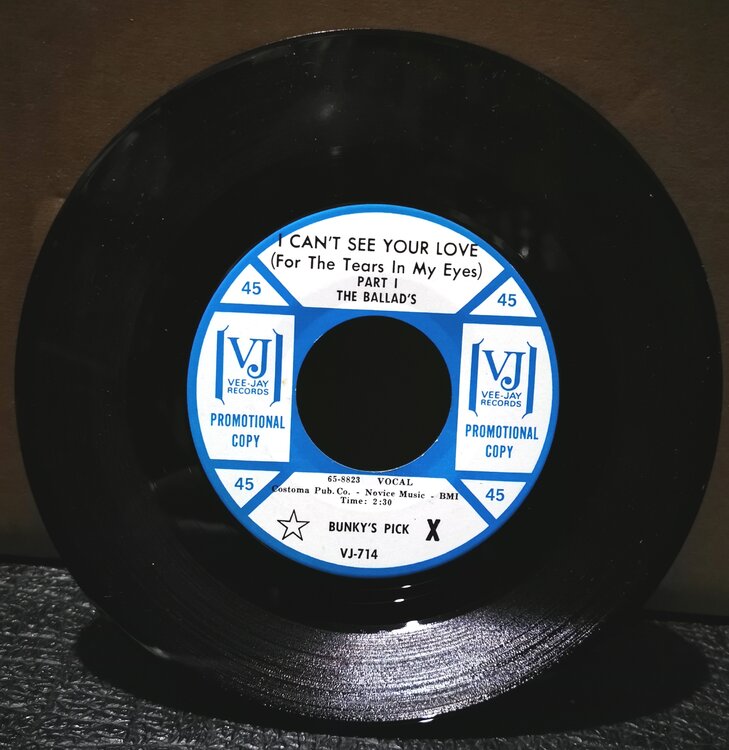 I CAN'T SEE YOUR LOVE
(For The Tears In My Eyes)
PART I
THE BALLAD'S
45
45
VJ
VEE-JAY
RECORDS
PROMOTIONAL
COPY
VJ
VEE-JAY
RECORDS
PROMOTIONAL
COPY
45
45
65-8823 VOCAL
Costoma Pub. Co. - Novice Music - BMI
Time: 2:30
BUNKY'S PICK X
VJ-714